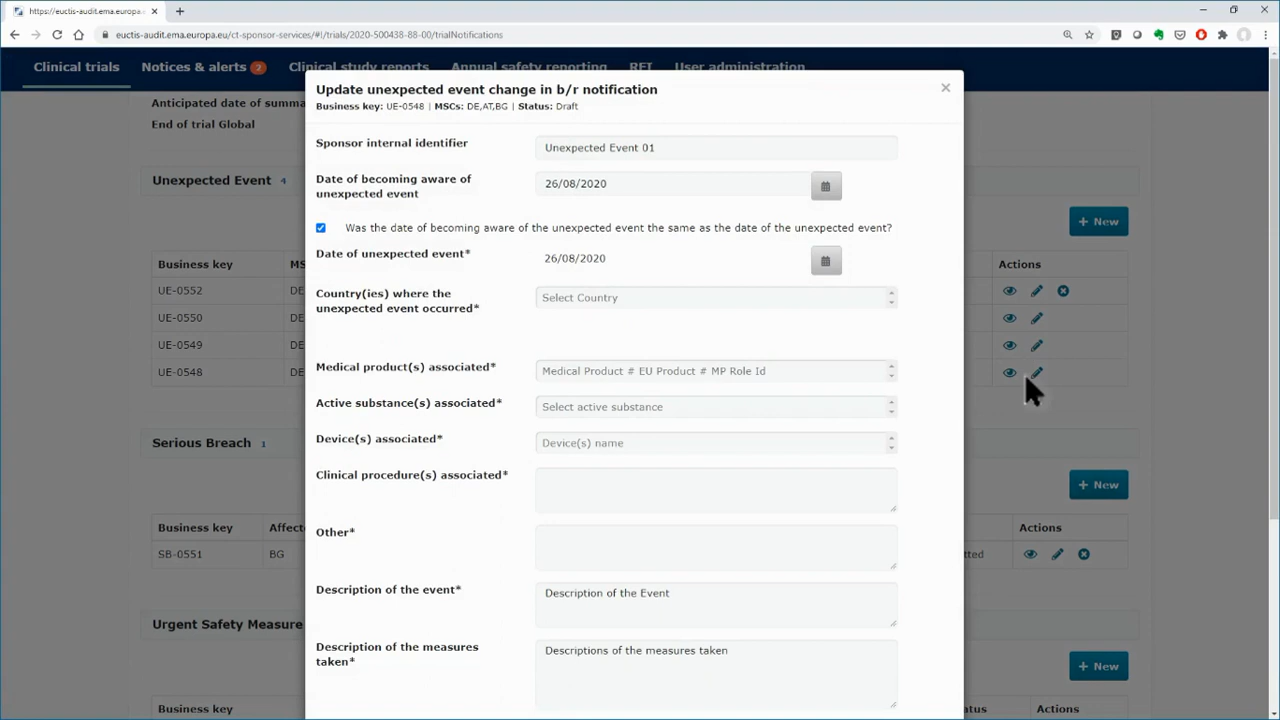 https://euctis-audit.ema.europa.
euctis-audit.ema.europa.eu/ct-sponsor-services/#!/trials/2020-500438-88-00/trialNotifications
Clinical trials
Notices & alerts 2
Clinical study reports
Annual safety reporting
RFI
User administration
Anticipated date of summa
End of trial Global
Unexpected Event 4
+ New
Business key
MS
Actions
UE-0552
DE
UE-0550
DE
UE-0549
DE
UE-0548
DE
Serious Breach 1
+ New
Business key
Affecte
Actions
SB-0551
BG
tted
Urgent Safety Measure
+ New
Business key
MS
tatus
Actions
Update unexpected event change in b/r notification
Business key: UE-0548 | MSCs: DE,AT,BG | Status: Draft
Sponsor internal identifier
Unexpected Event 01
Date of becoming aware of
unexpected event
26/08/2020
Was the date of becoming aware of the unexpected event the same as the date of the unexpected event?
Date of unexpected event*
26/08/2020
Country(ies) where the
unexpected event occurred*
Select Country
Medical product(s) associated*
Medical Product # EU Product # MP Role Id
Active substance(s) associated*
Select active substance
Device(s) associated*
Device(s) name
Clinical procedure(s) associated*
Other*
Description of the event*
Description of the Event
Description of the measures
taken*
Descriptions of the measures taken